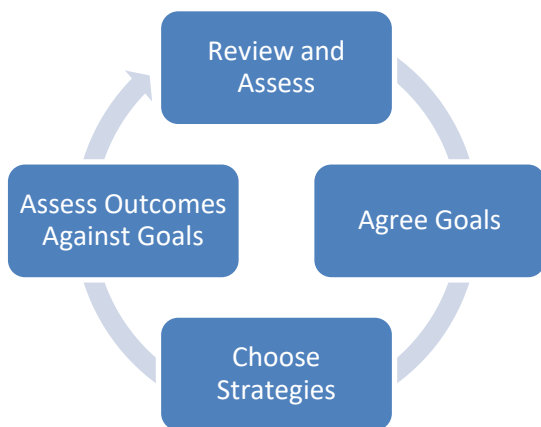 Review and
Assess
Agree Goals
Choose
Strategies
Assess Outcomes
Against Goals